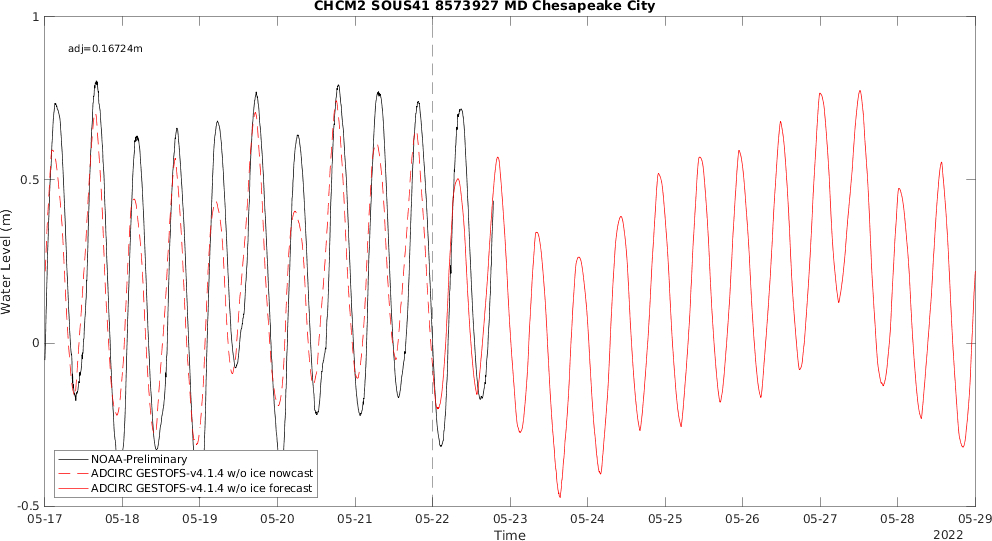 CHCM2 SOUS41 8573927 MD Chesapeake City
1
adj=0.16724m
0.5
Water Level (m)
0
NOAA-Preliminary
ADCIRC GESTOFS-v4.1.4 w/o ice nowcast
ADCIRC GESTOFS-v4.1.4 w/o ice forecast
-0.5
05-17 05-18 05-19 05-20 05-21 05-22 05-23 05-24 05-25 05-26 05-27 05-28 05-29
Time
2022